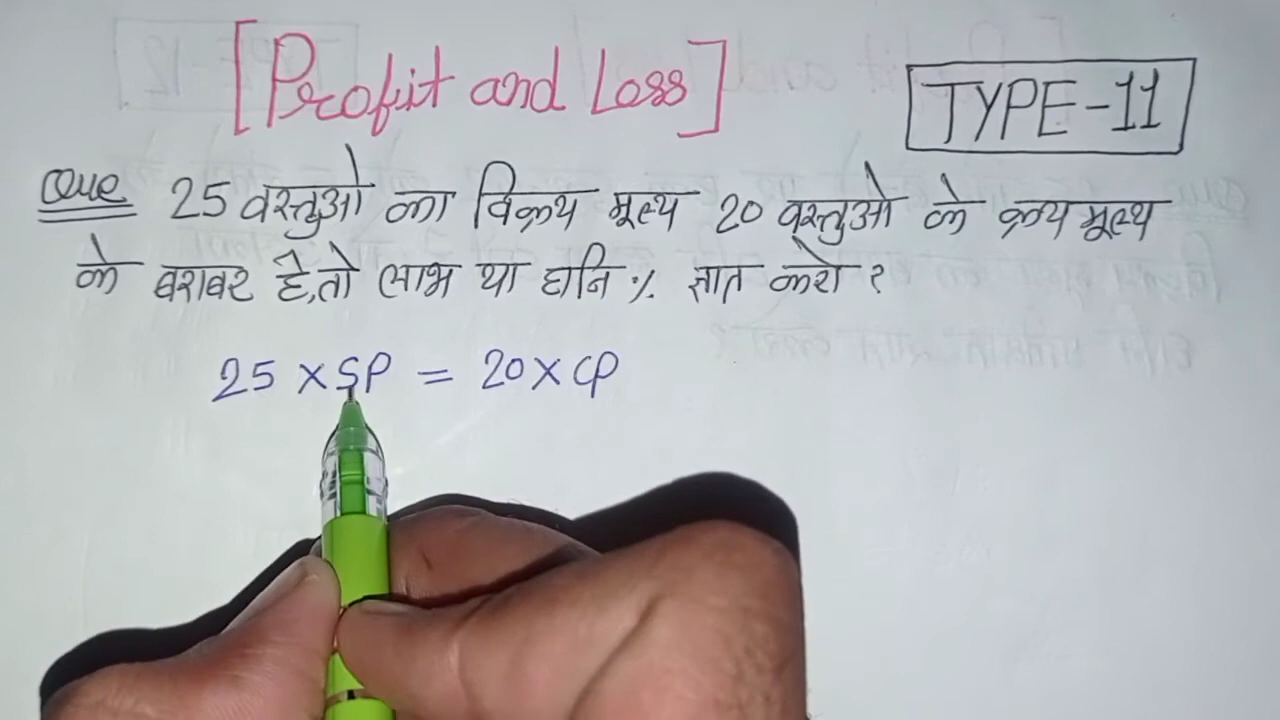 [Profit and Loss]
TYPE-11
Que 25 वस्तुओ का विक्रय मूल्य 20 वस्तुओ के क्रय मूल्य
के बराबर है, तो लाभ या हानि % ज्ञात करो ?
25 × SP = 20 × CP